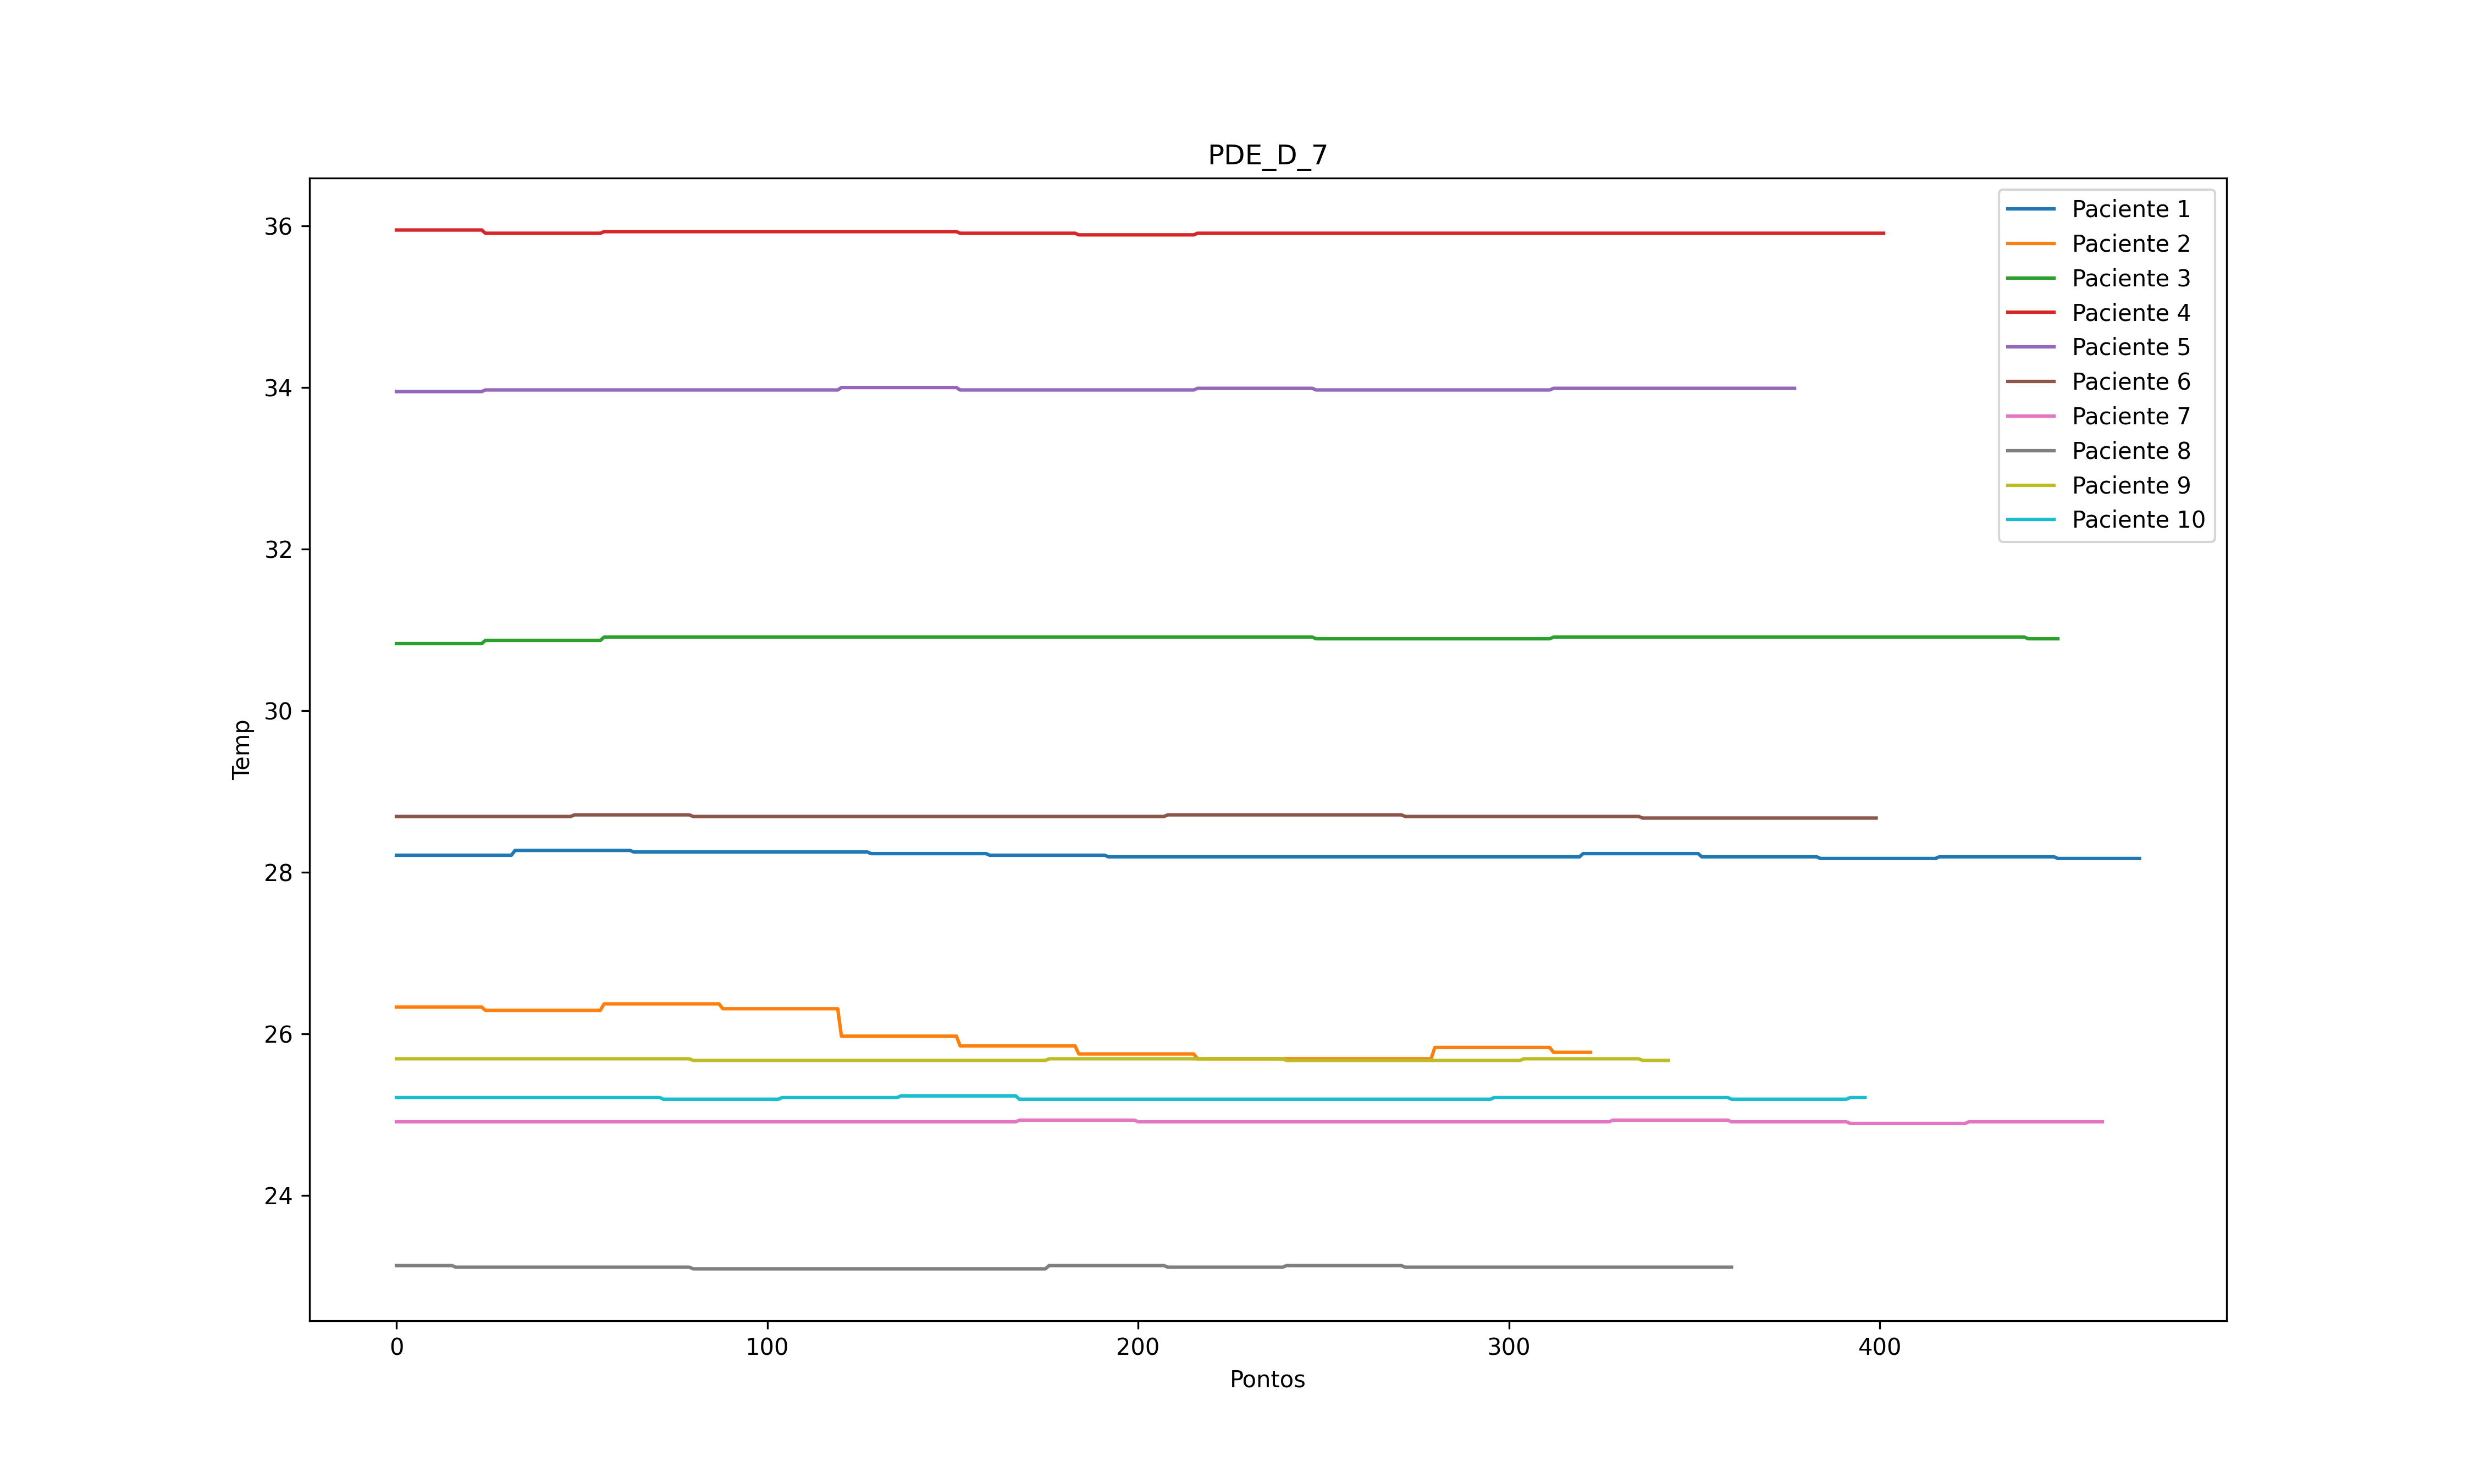 PDE_D_7
36
34
32
30
28
26
24
Temp
0 100 200 300 400
Pontos
Paciente 1
Paciente 2
Paciente 3
Paciente 4
Paciente 5
Paciente 6
Paciente 7
Paciente 8
Paciente 9
Paciente 10